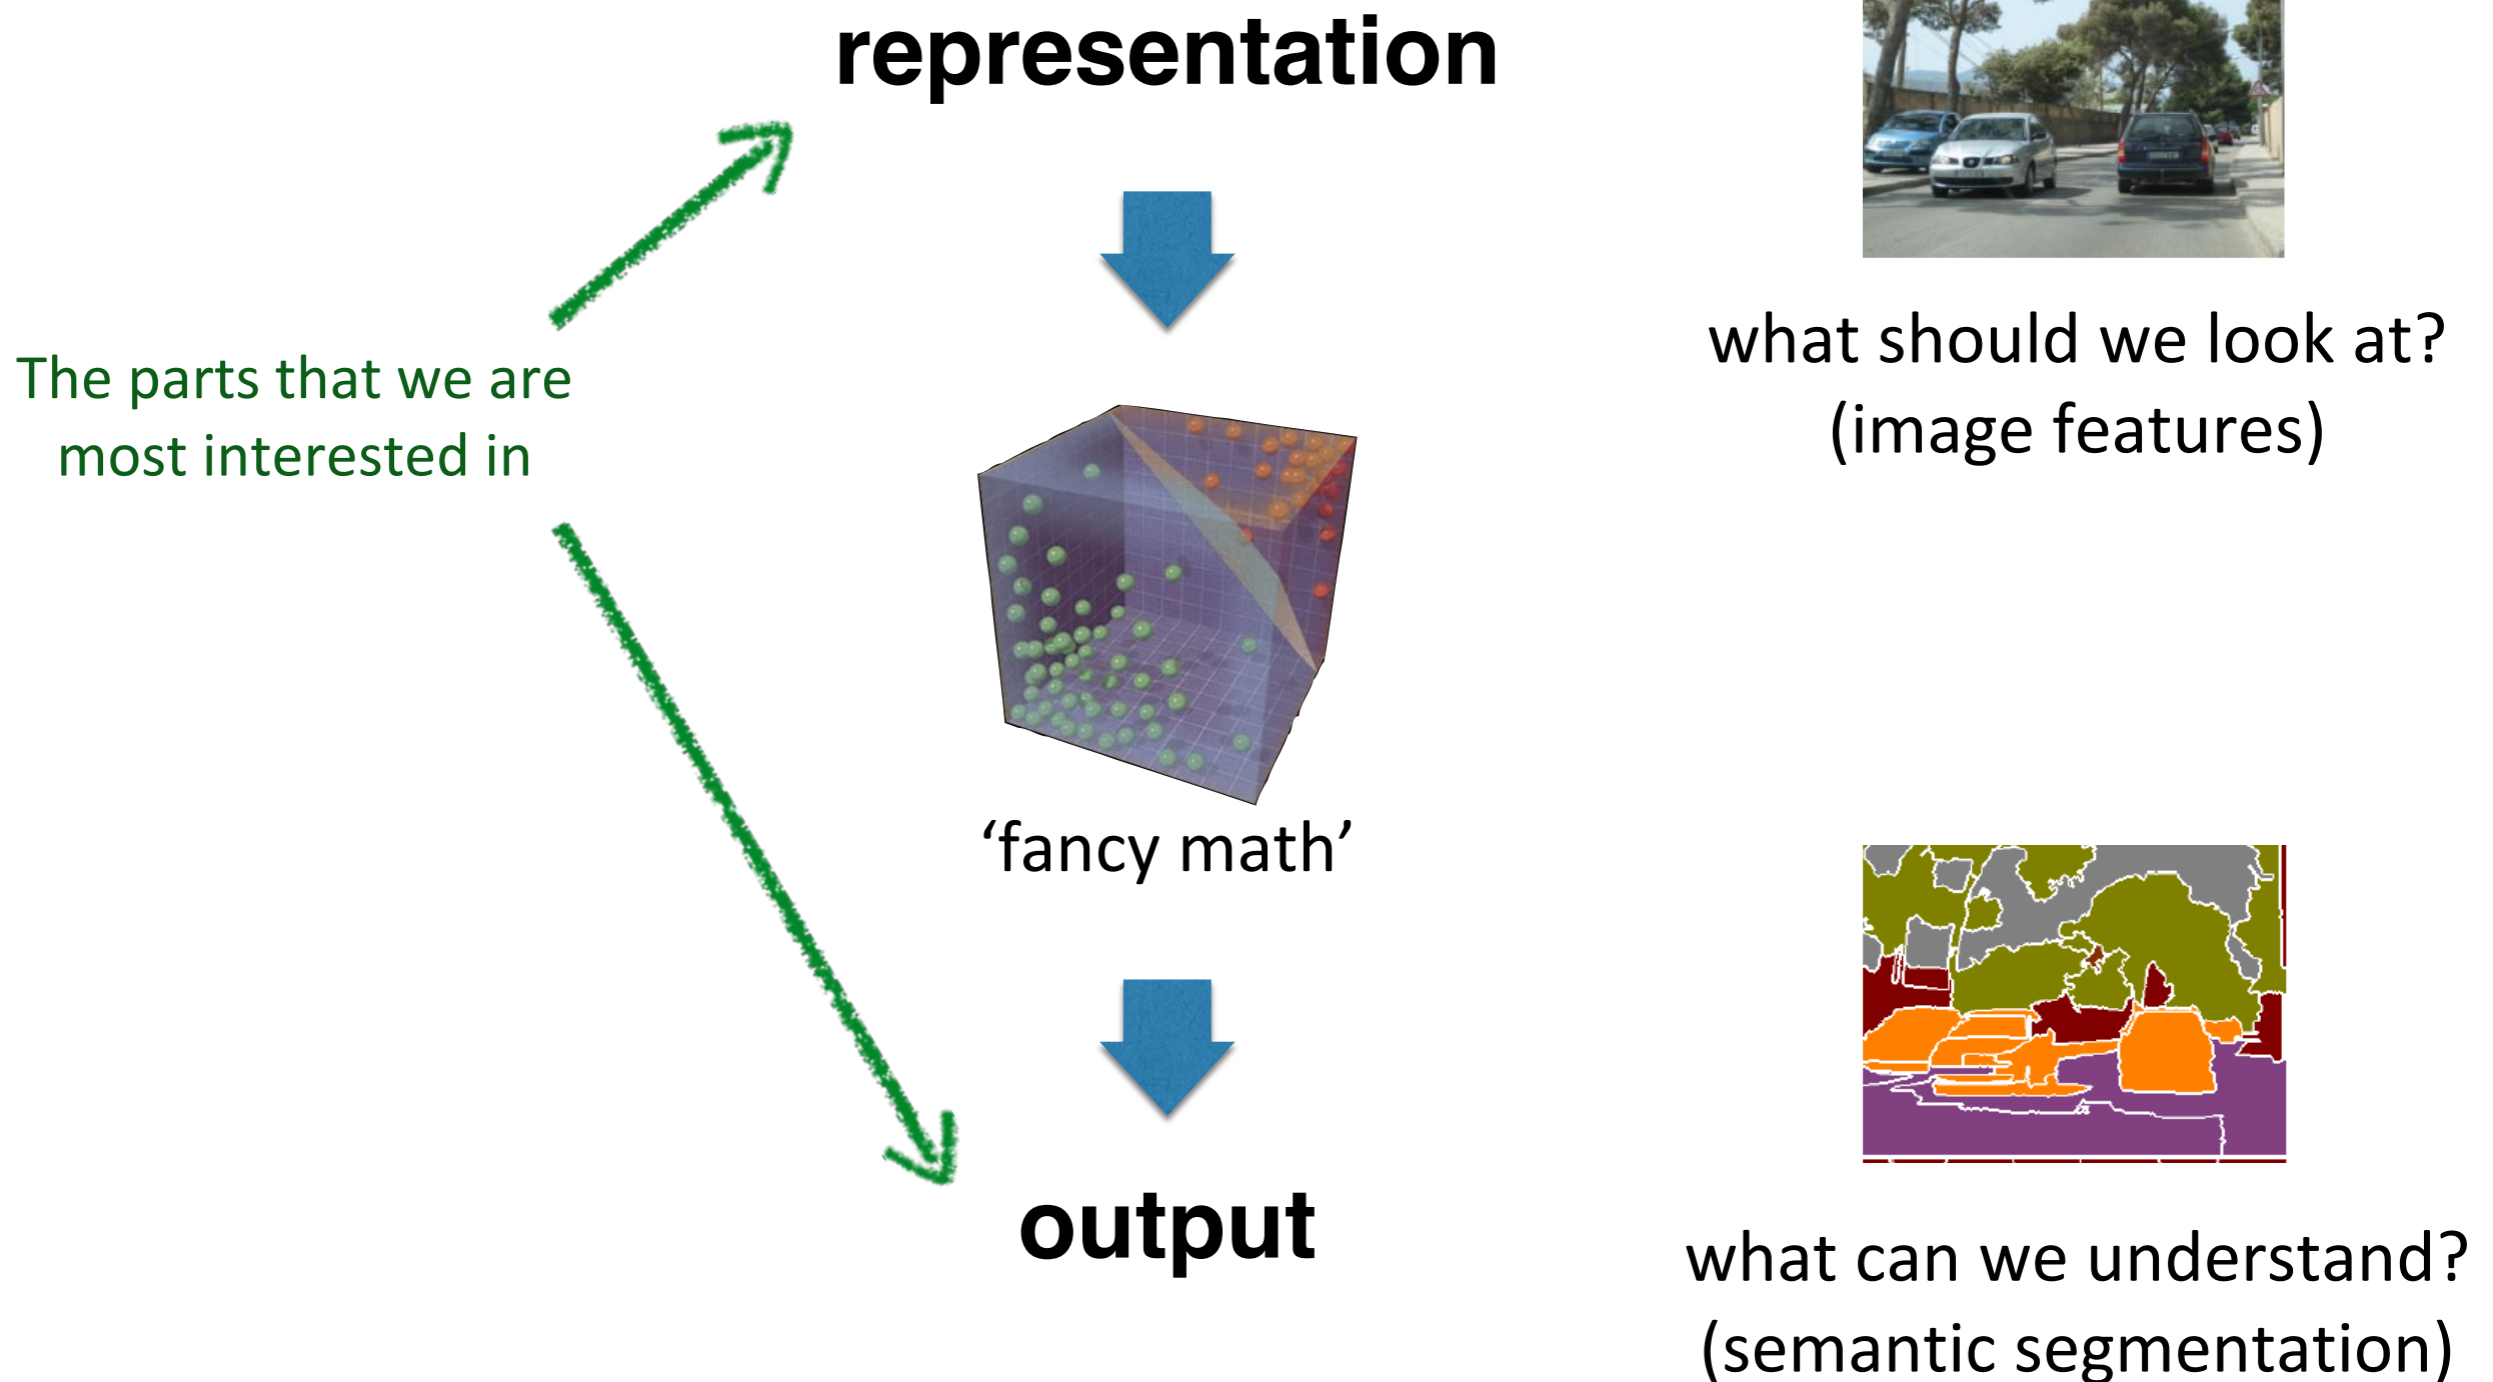 representation
The parts that we are
most interested in
what should we look at?
(image features)
‘fancy math’
output
what can we understand?
(semantic segmentation)